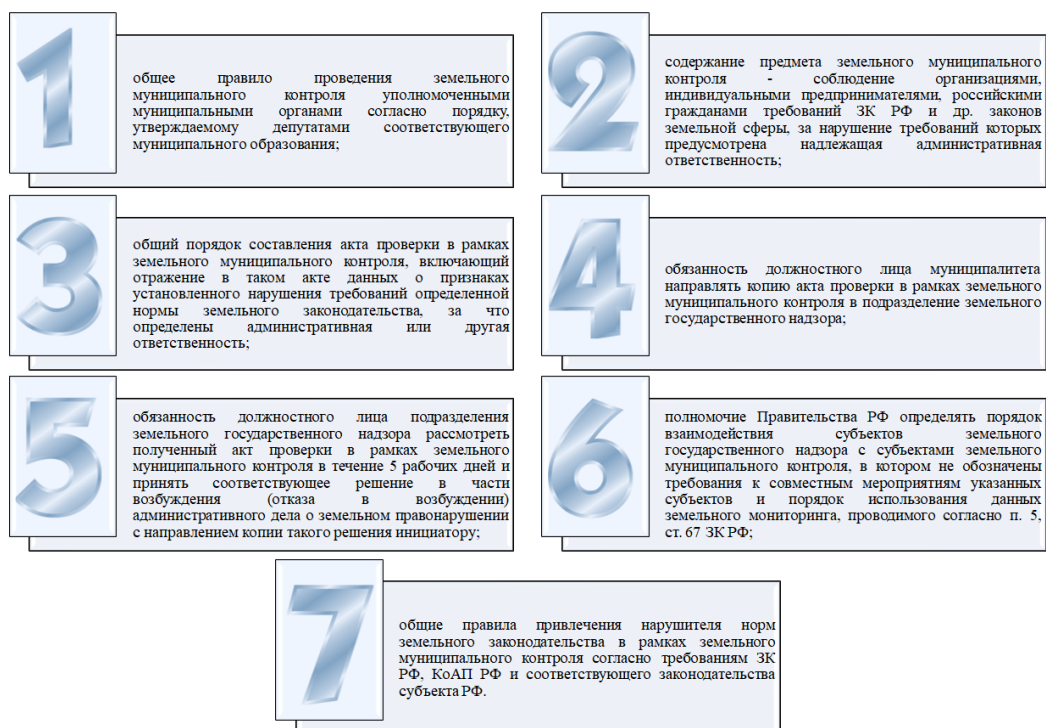 1
общее правило проведения земельного
муниципального контроля уполномоченными
муниципальными органами согласно порядку,
утверждаемому депутатами соответствующего
муниципального образования;
2
содержание предмета земельного муниципального
контроля - соблюдение организациями,
индивидуальными предпринимателями, российскими
гражданами требований ЗК РФ и др. законов
земельной сферы, за нарушение требований которых
предусмотрена надлежащая административная
ответственность;
3
общий порядок составления акта проверки в рамках
земельного муниципального контроля, включающий
отражение в таком акте данных о признаках
установленного нарушения требований определенной
нормы земельного законодательства, за что
определены административная или другая
ответственность;
4
обязанность должностного лица муниципалитета
направлять копию акта проверки в рамках земельного
муниципального контроля в подразделение земельного
государственного надзора;
5
обязанность должностного лица подразделения
земельного государственного надзора рассмотреть
полученный акт проверки в рамках земельного
муниципального контроля в течение 5 рабочих дней и
принять соответствующее решение в части
возбуждения (отказа в возбуждении)
административного дела о земельном правонарушении
с направлением копии такого решения инициатору;
6
полномочие Правительства РФ определять порядок
взаимодействия субъектов земельного
государственного надзора с субъектами земельного
муниципального контроля, в котором не обозначены
требования к совместным мероприятиям указанных
субъектов и порядок использования данных
земельного мониторинга, проводимого согласно п. 5,
ст. 67 ЗК РФ;
7
общие правила привлечения нарушителя норм
земельного законодательства в рамках земельного
муниципального контроля согласно требованиям ЗК
РФ, КоАП РФ и соответствующего законодательства
субъекта РФ.